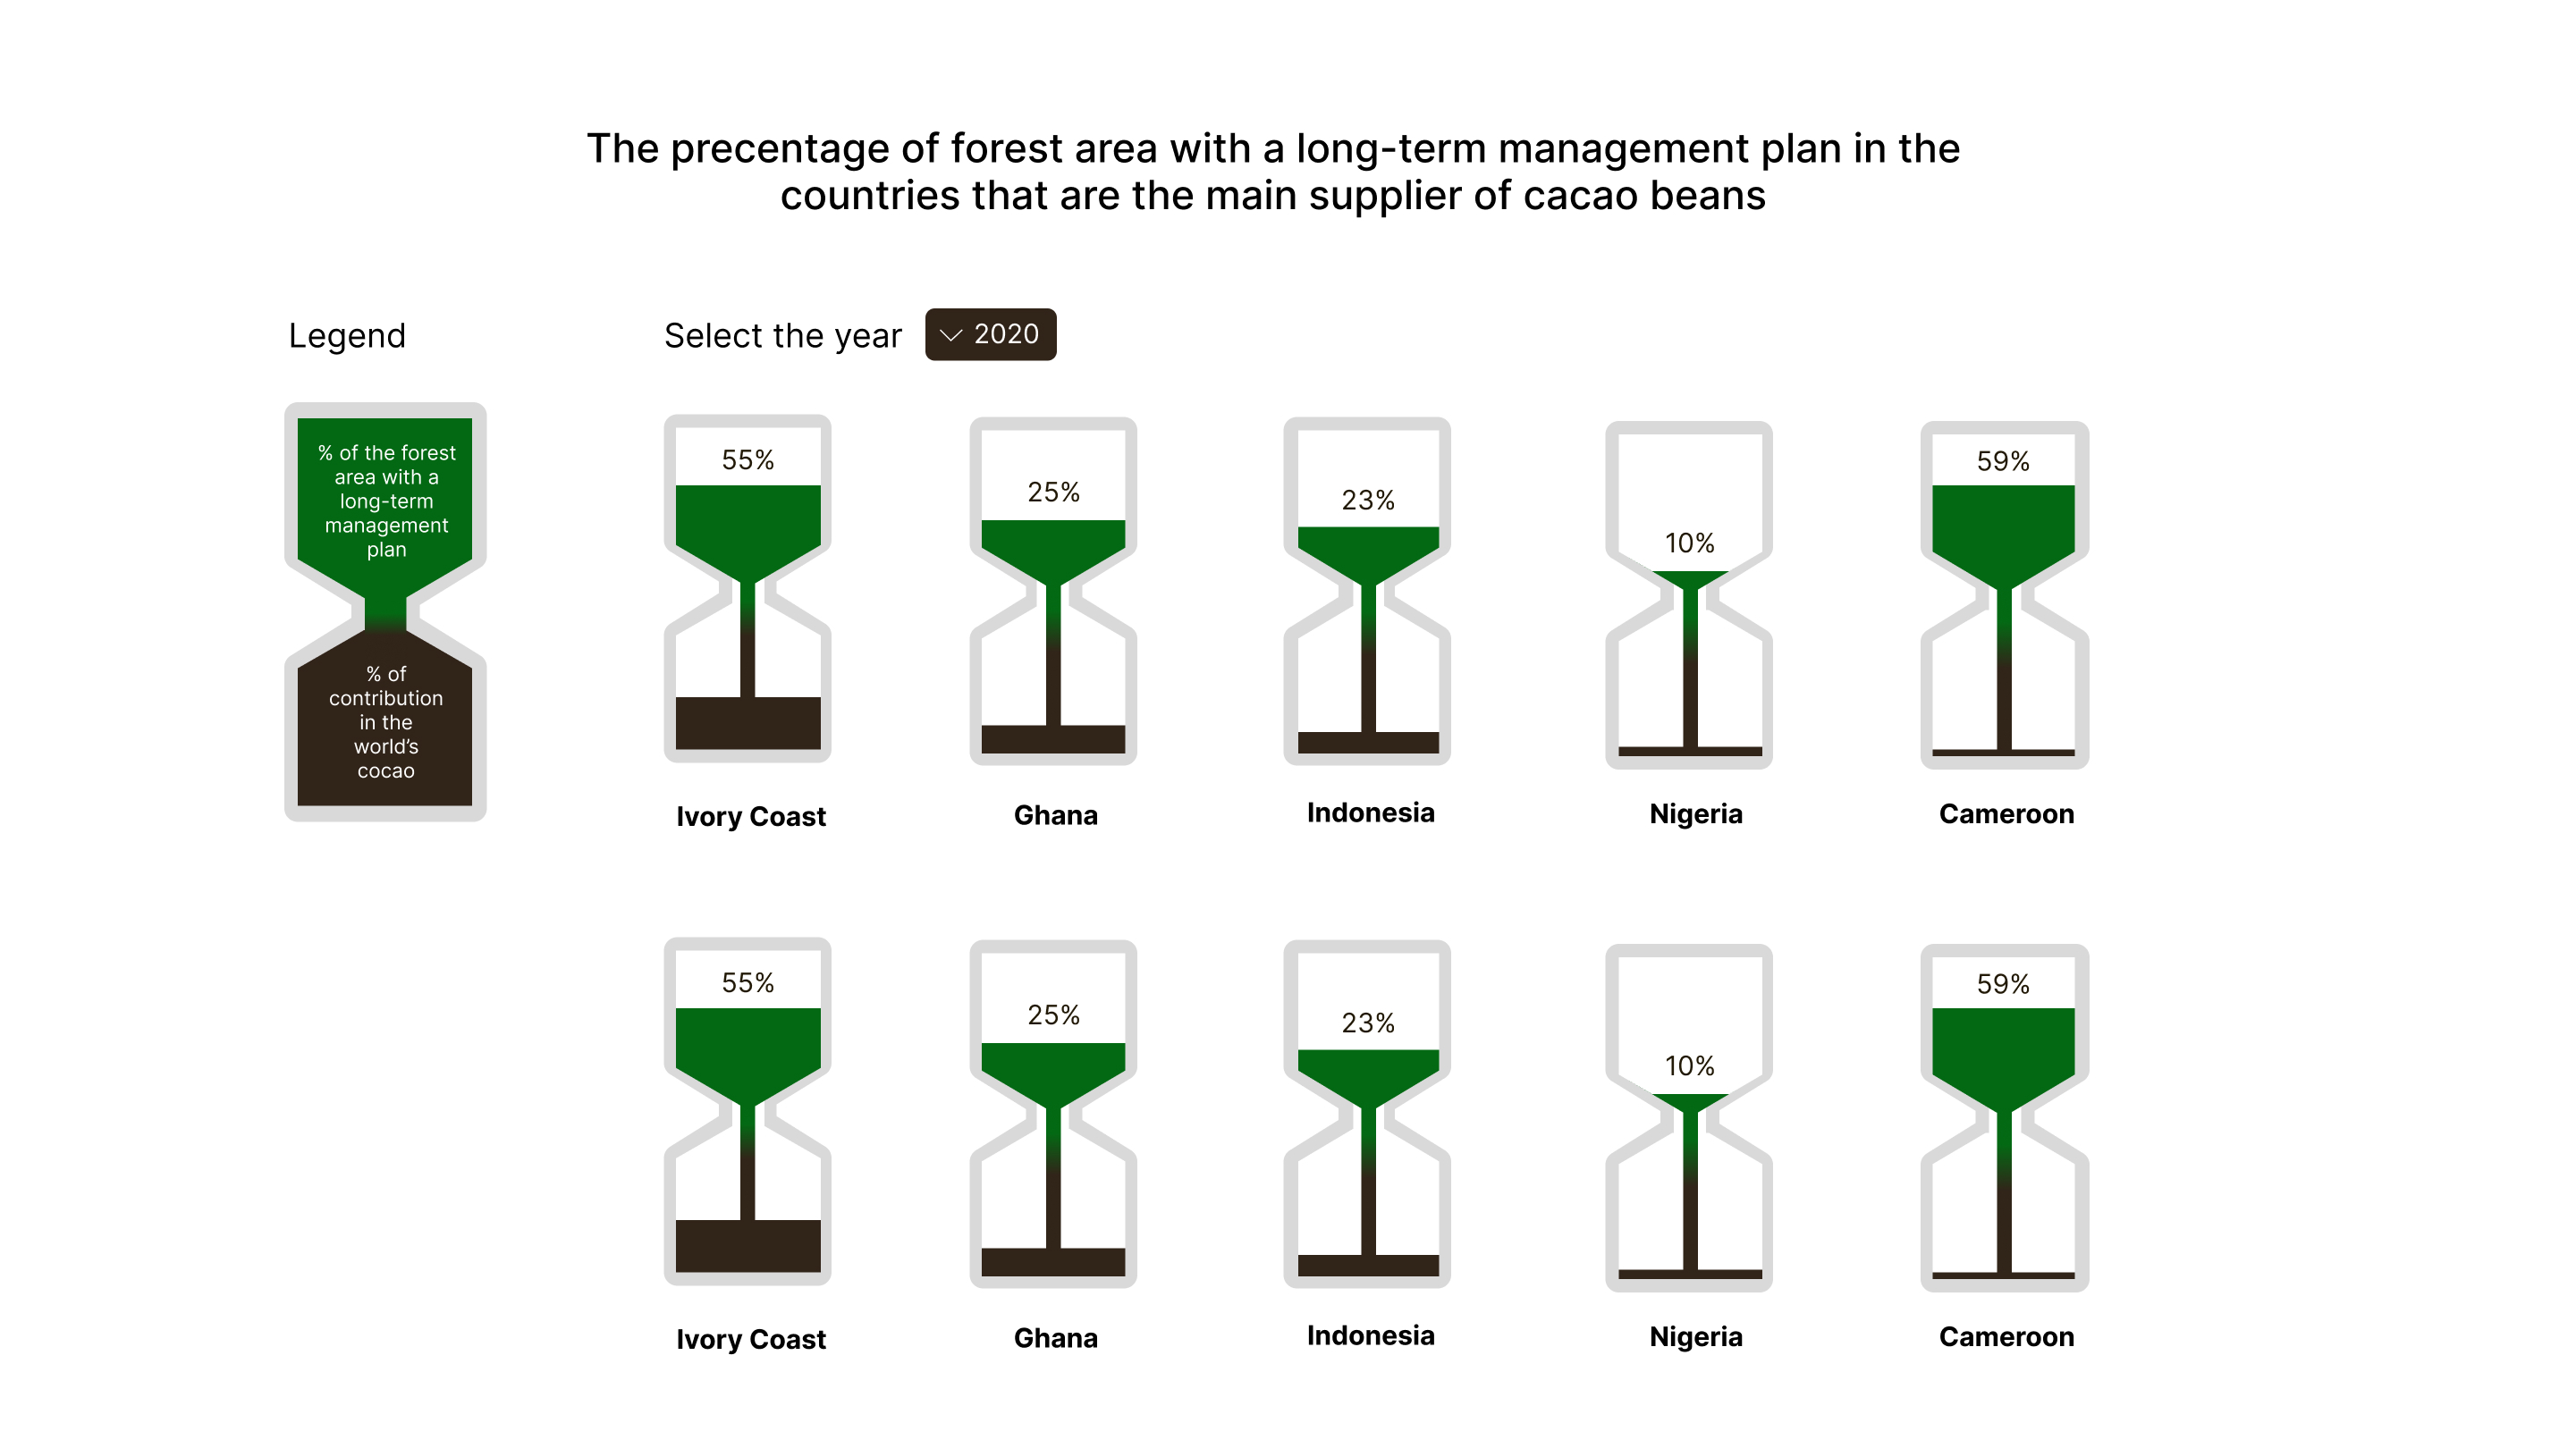 The precentage of forest area with a long-term management plan in the
countries that are the main supplier of cacao beans
Legend
Select the year
2020
% of the forest
area with a
long-term
management
plan
% of
contribution
in the
world's
cocao
55%
25%
23%
10%
59%
Ivory Coast
Ghana
Indonesia
Nigeria
Cameroon
55%
25%
23%
10%
59%
Ivory Coast
Ghana
Indonesia
Nigeria
Cameroon